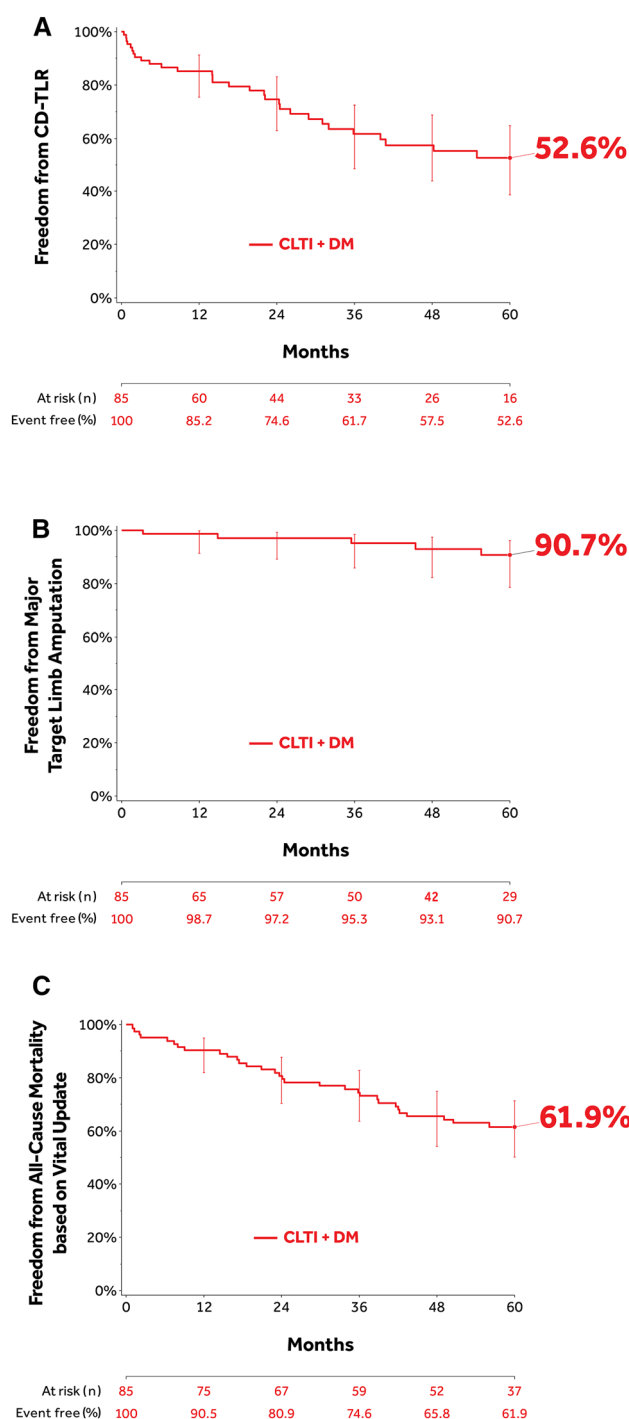 A
Freedom from CD-TLR
100%
80%
60%
40%
20%
0%
52.6%
CLTI + DM
0 12 24 36 48 60
Months
At risk (n) 85 60 44 33 26 16
Event free (%) 100 85.2 74.6 61.7 57.5 52.6
B
Freedom from Major
Target Limb Amputation
100%
80%
60%
40%
20%
0%
90.7%
CLTI + DM
0 12 24 36 48 60
Months
At risk (n) 85 65 57 50 42 29
Event free (%) 100 98.7 97.2 95.3 93.1 90.7
C
Freedom from All-Cause Mortality
based on Vital Update
100%
80%
60%
40%
20%
0%
61.9%
CLTI + DM
0 12 24 36 48 60
Months
At risk (n) 85 75 67 59 52 37
Event free (%) 100 90.5 80.9 74.6 65.8 61.9